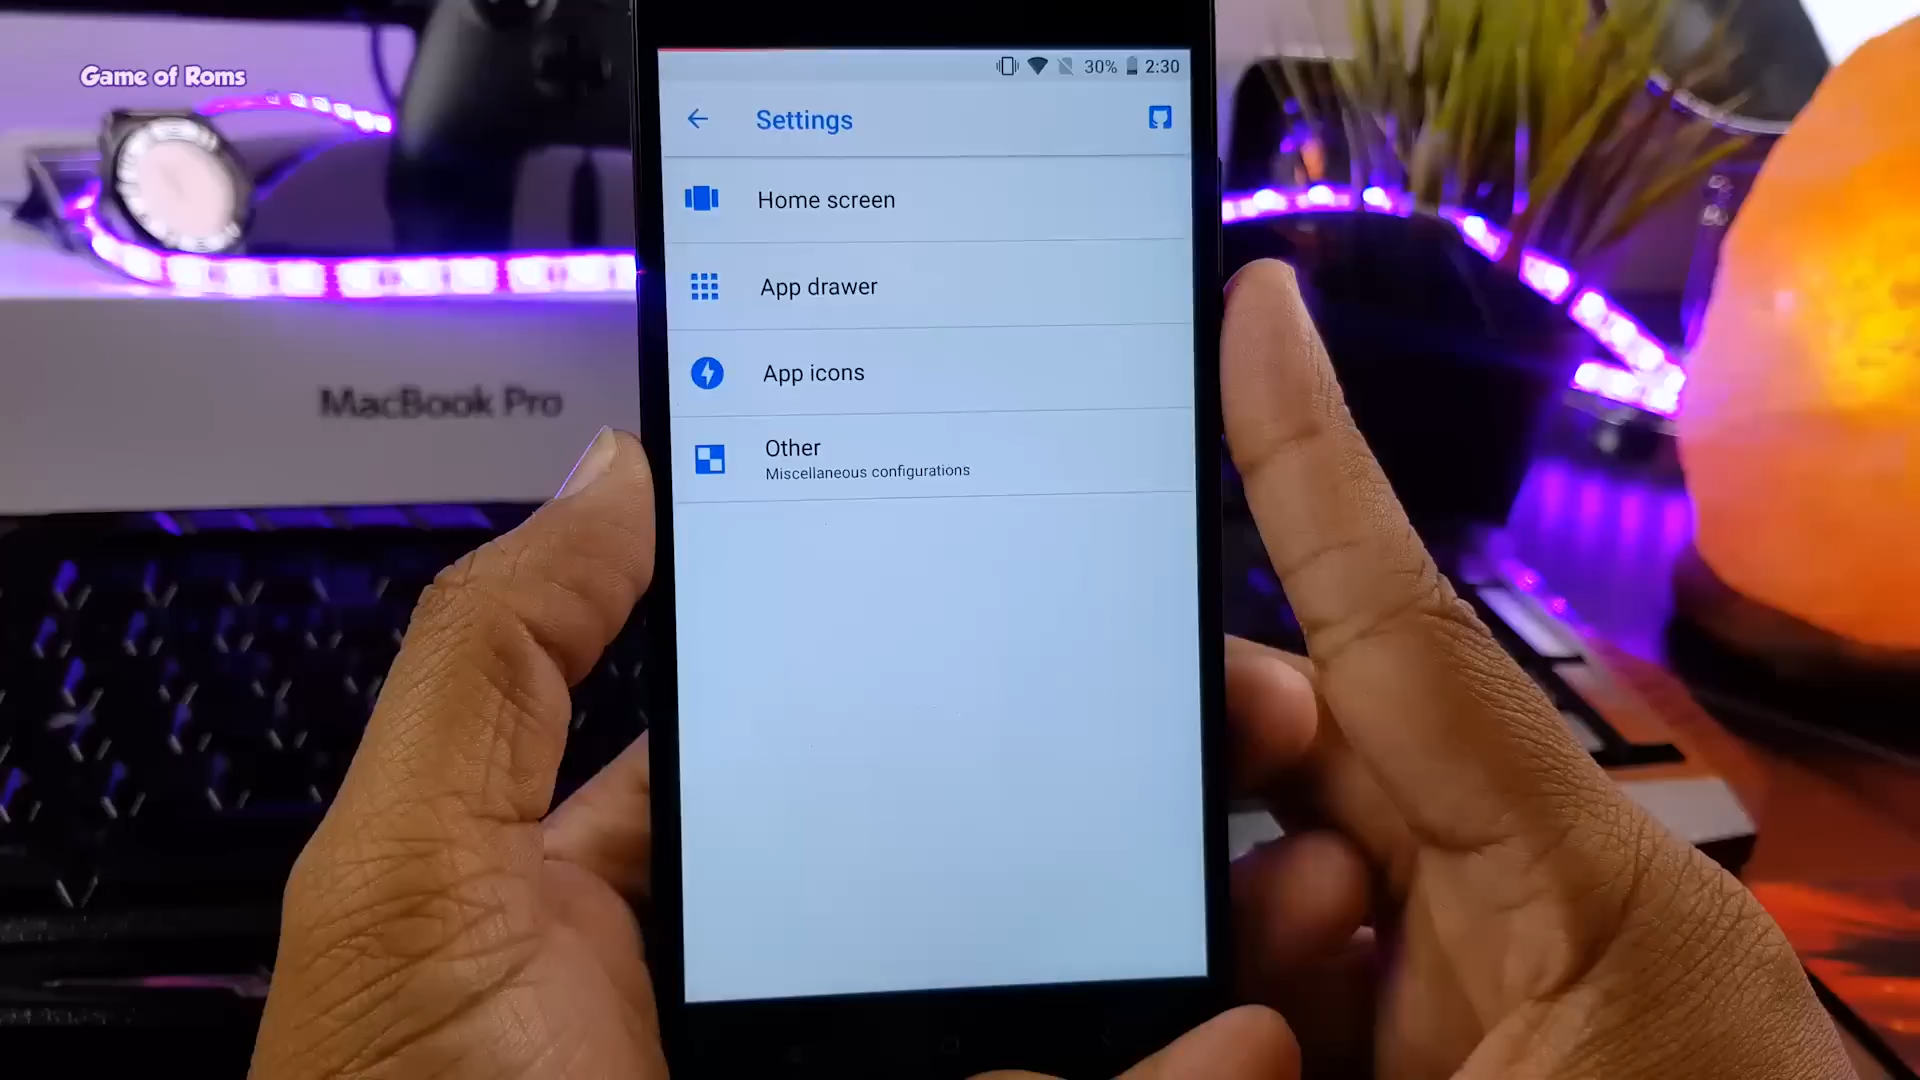 Game of Roms
30% 2:30
Settings
Home screen
App drawer
App icons
Other
Miscellaneous configurations
MacBook Pro